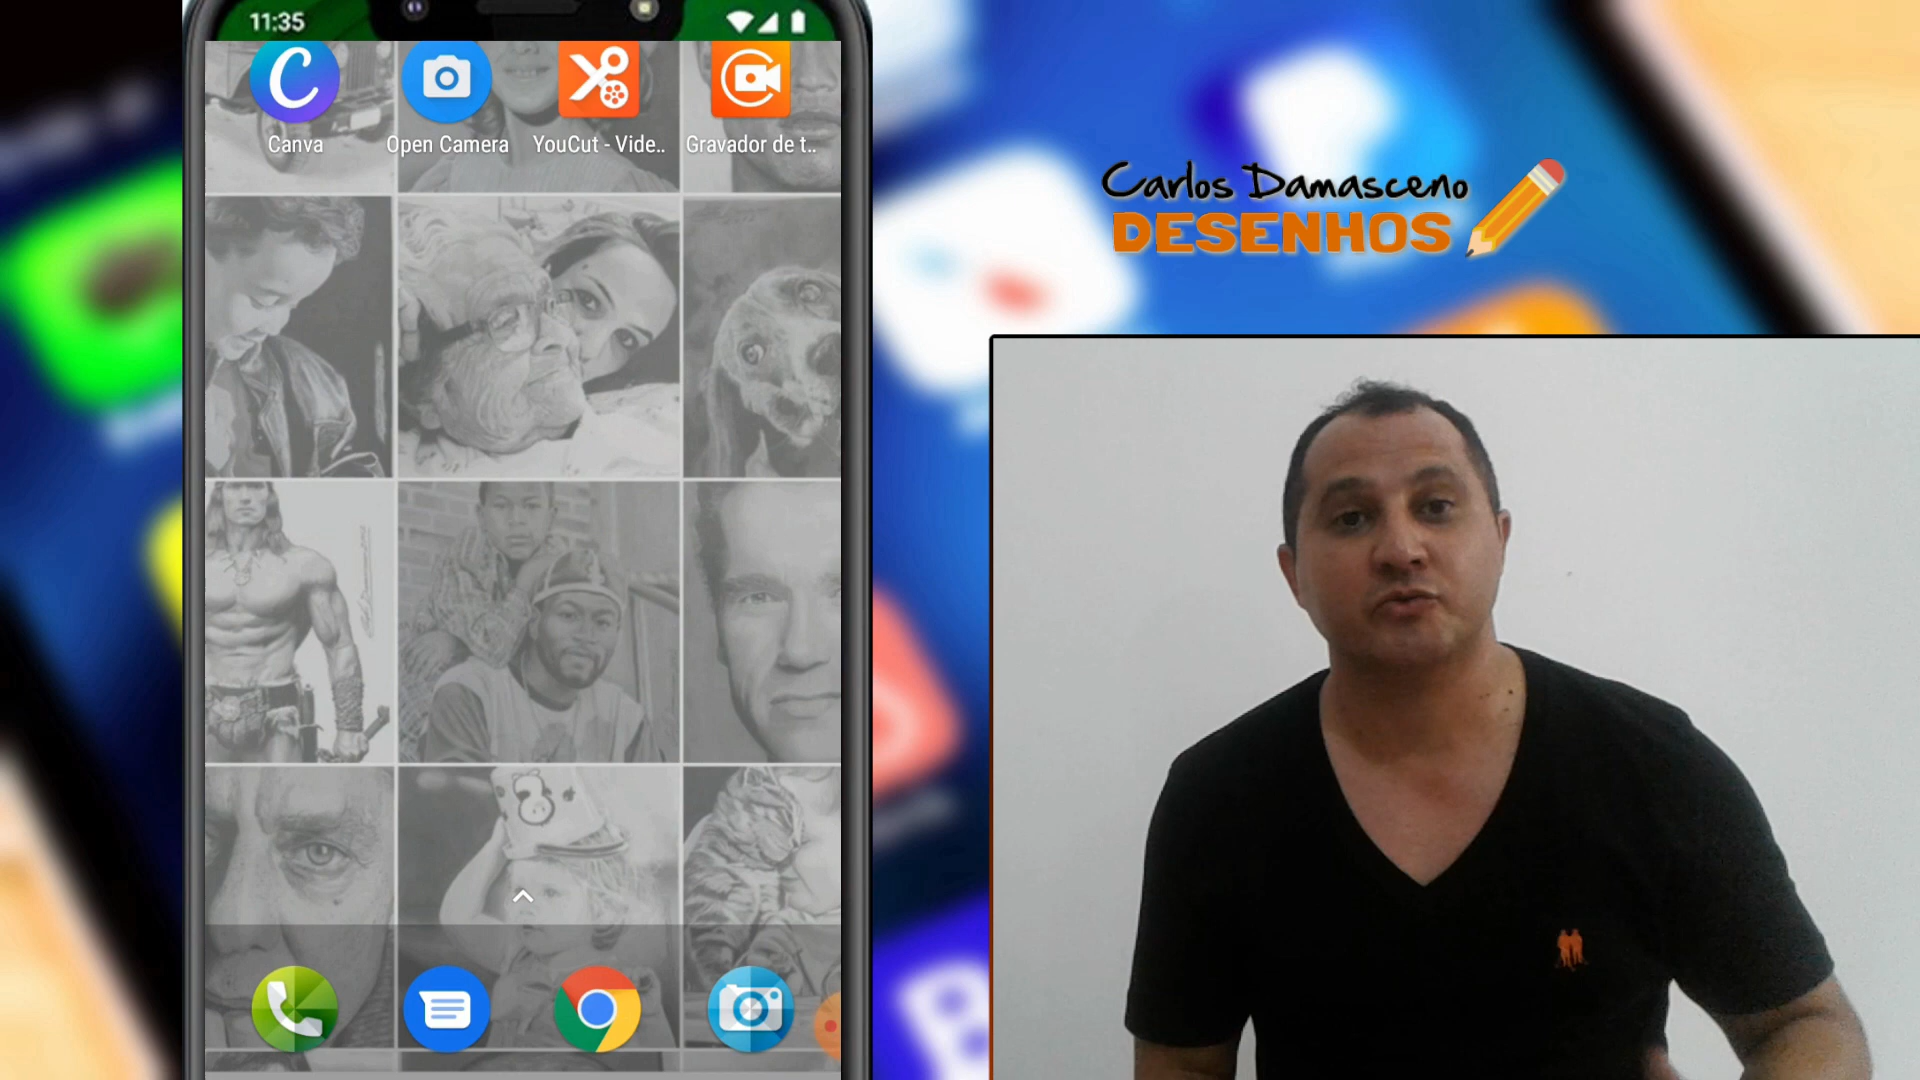 11:35
Canva
Open Camera
YouCut - Vide..
Gravador de t..
Carlos Damasceno
DESENHOS